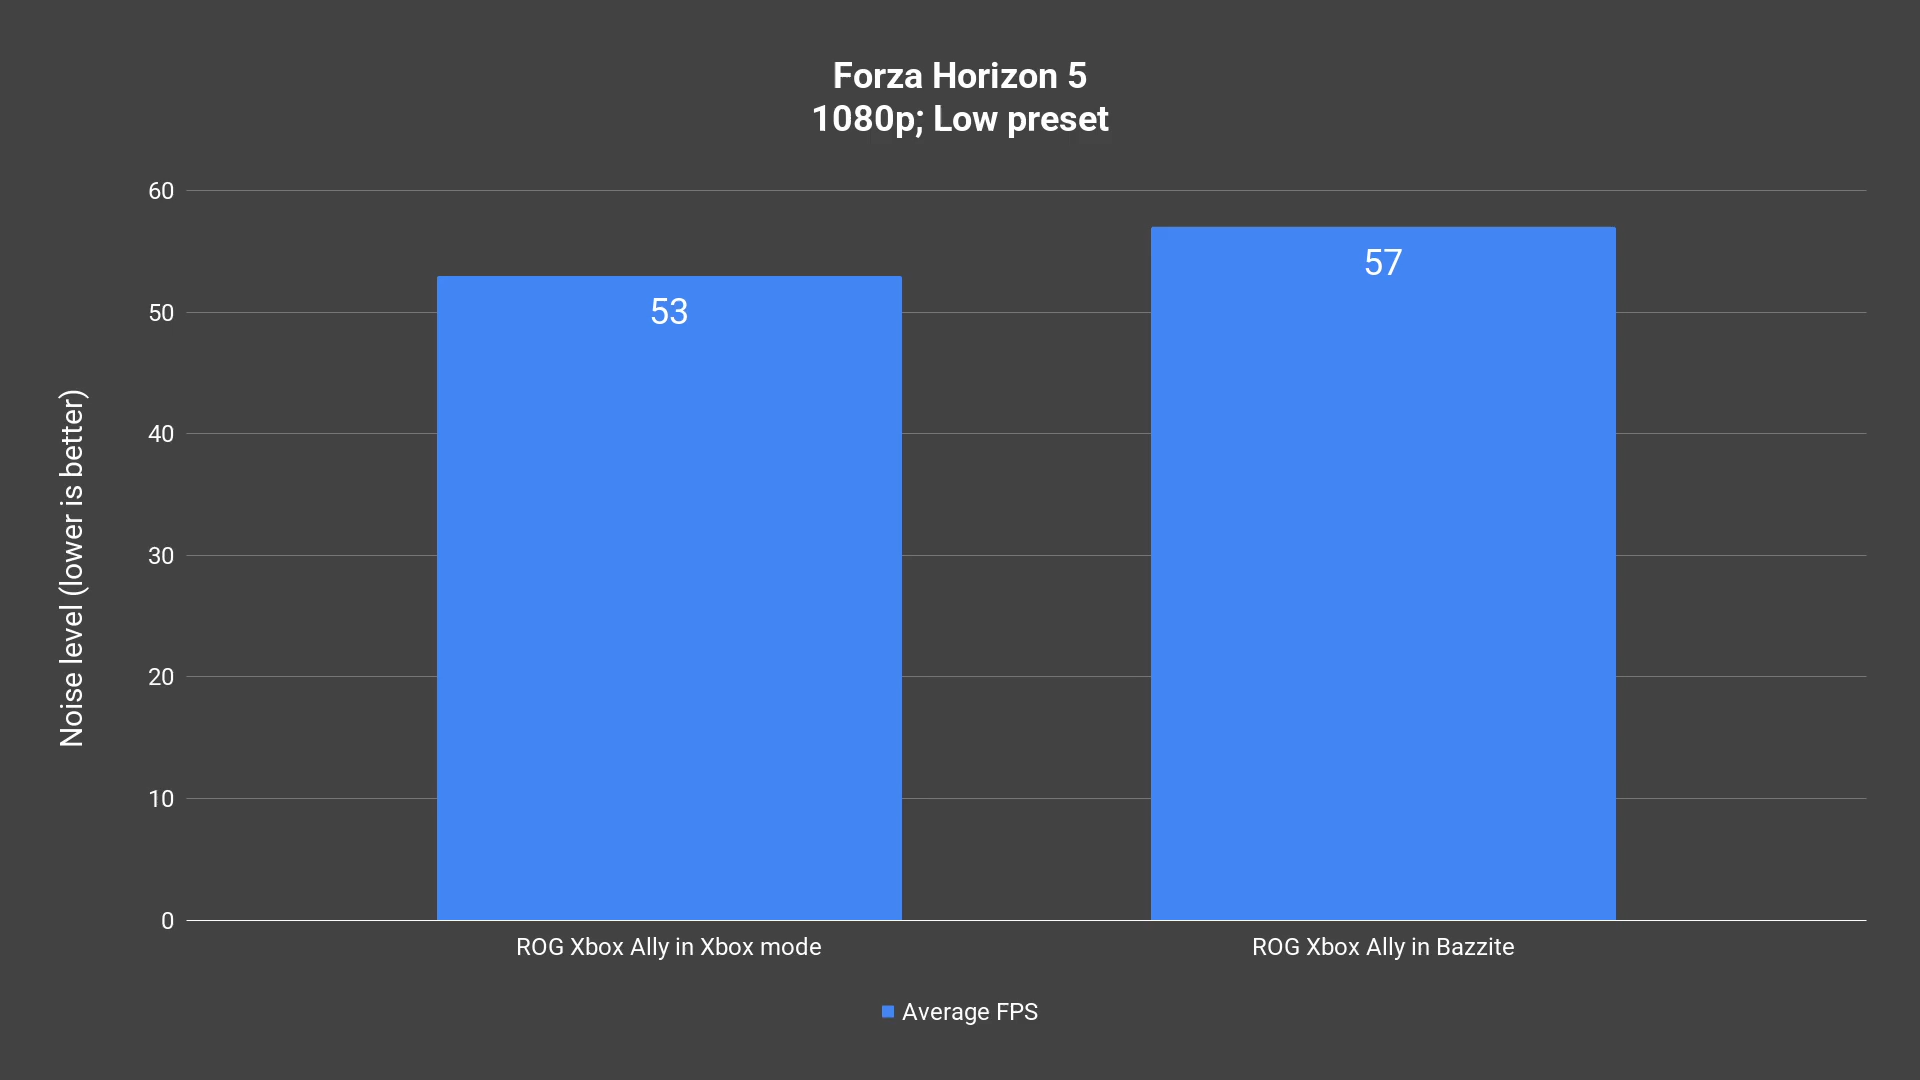 Forza Horizon 5
1080p; Low preset
Noise level (lower is better)
60
50
40
30
20
10
0
53
57
ROG Xbox Ally in Xbox mode
ROG Xbox Ally in Bazzite
Average FPS